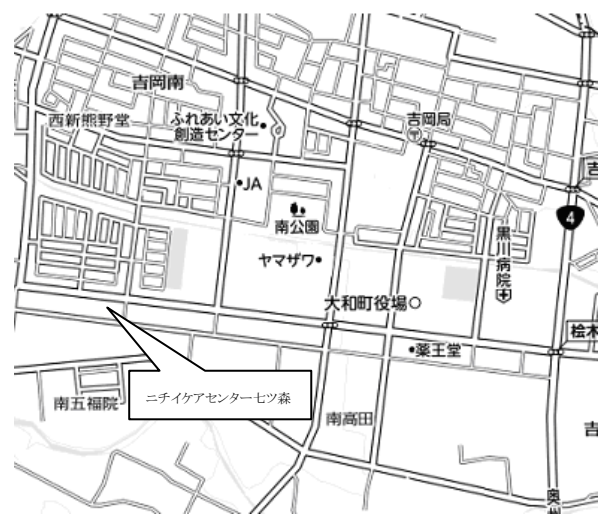 吉岡南
西新熊野堂
ふれあい文化
創造センター
吉岡局
JA
吉
4
南公園
黒川病院
ヤマザワ
大和町役場
桧木
薬王堂
ニチイケアセンター七ツ森
南五福院
南高田
吉
奥州